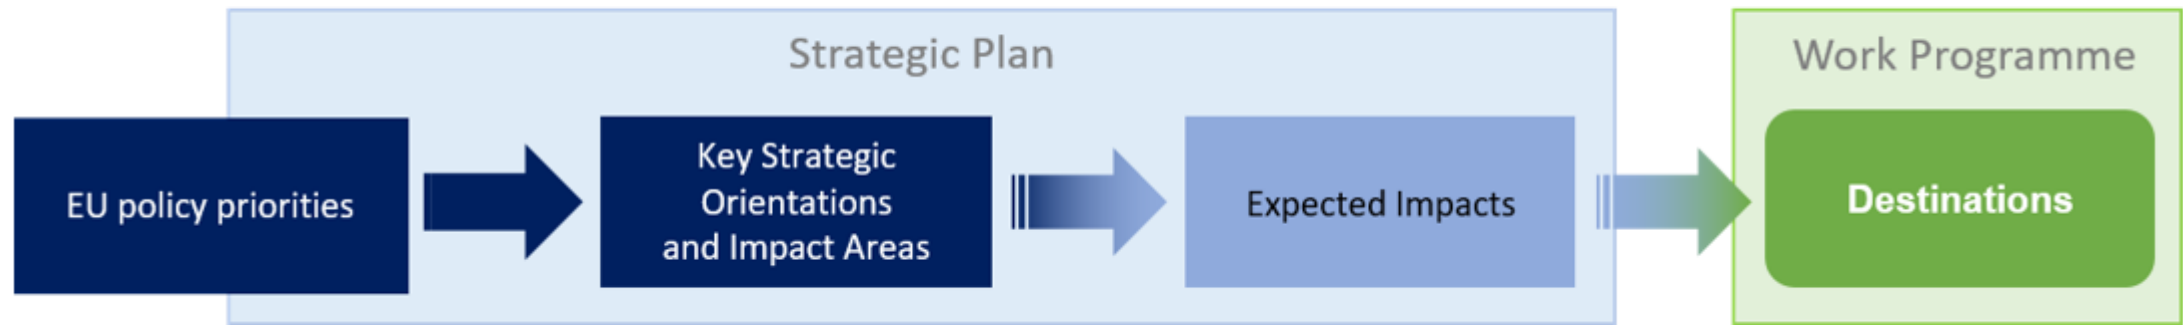 Strategic Plan
Work Programme
EU policy priorities
Key Strategic
Orientations
and Impact Areas
Expected Impacts
Destinations